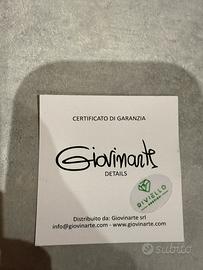 CERTIFICATO DI GARANZIA
Giovinarte
DETAILS
DIVIELLO
Distribuito da: Giovinarte srl
info@giovinarte.com - www.giovinarte.com
subito